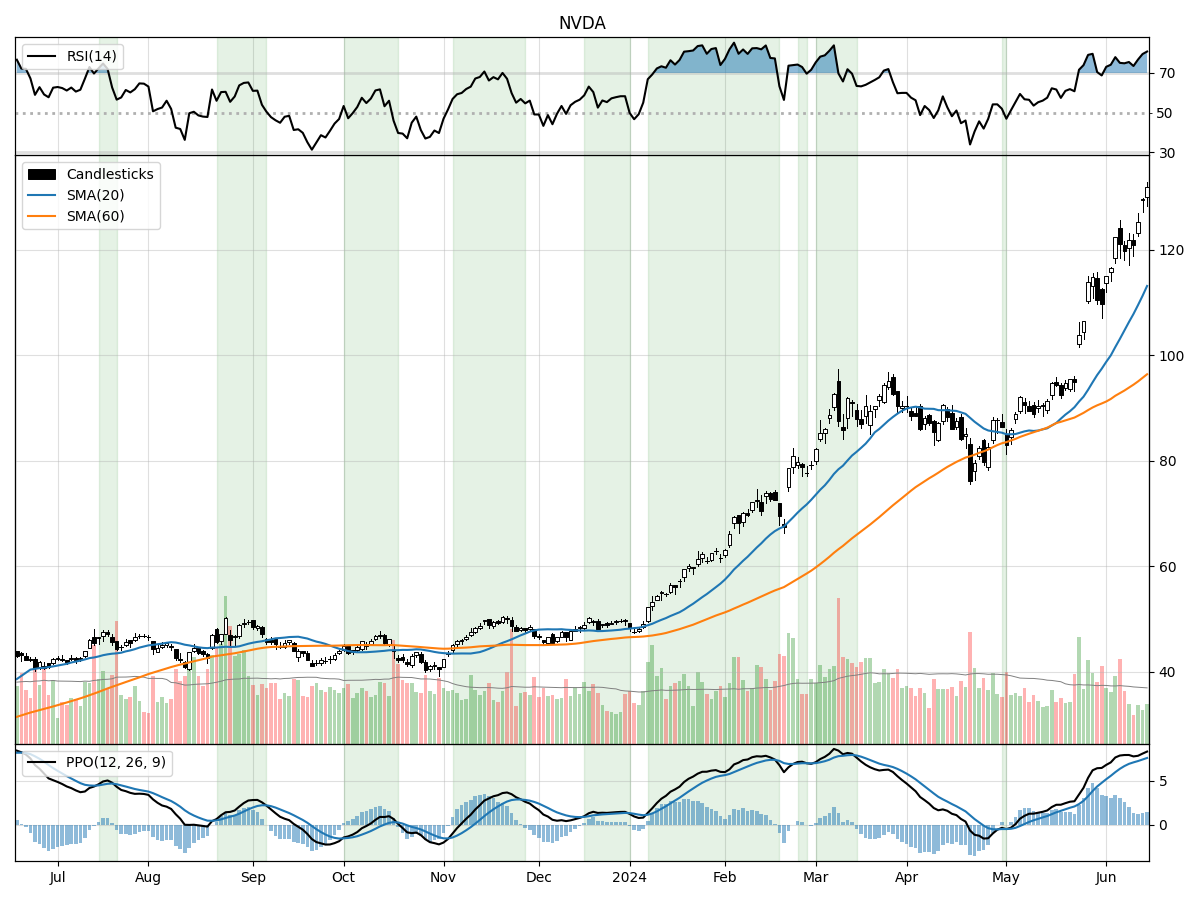 NVDA
RSI(14)
70
50
30
Candlesticks
SMA(20)
SMA(60)
120
100
80
60
40
PPO(12, 26, 9)
5
0
Jul Aug Sep Oct Nov Dec 2024 Feb Mar Apr May Jun